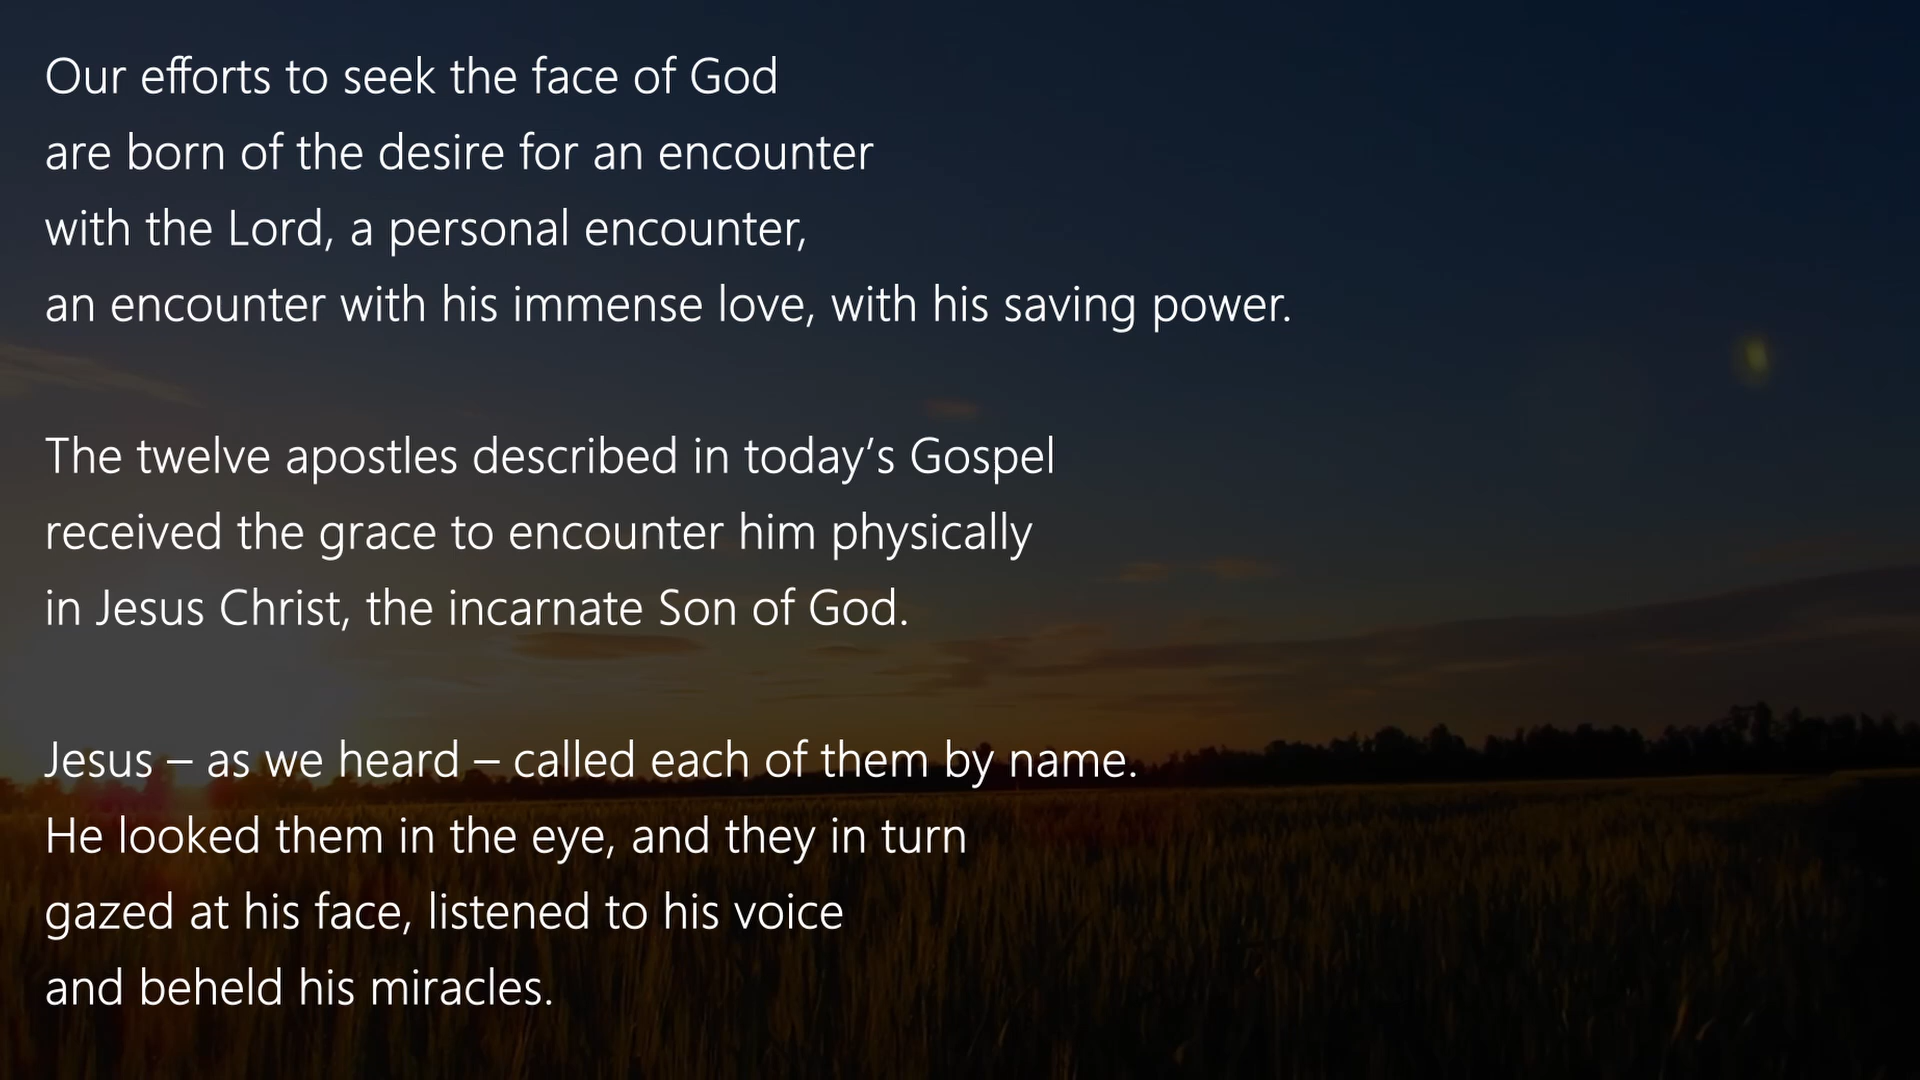 Our efforts to seek the face of God
are born of the desire for an encounter
with the Lord, a personal encounter,
an encounter with his immense love, with his saving power.
The twelve apostles described in today’s Gospel
received the grace to encounter him physically
in Jesus Christ, the incarnate Son of God.
Jesus – as we heard – called each of them by name.
He looked them in the eye, and they in turn
gazed at his face, listened to his voice
and beheld his miracles.